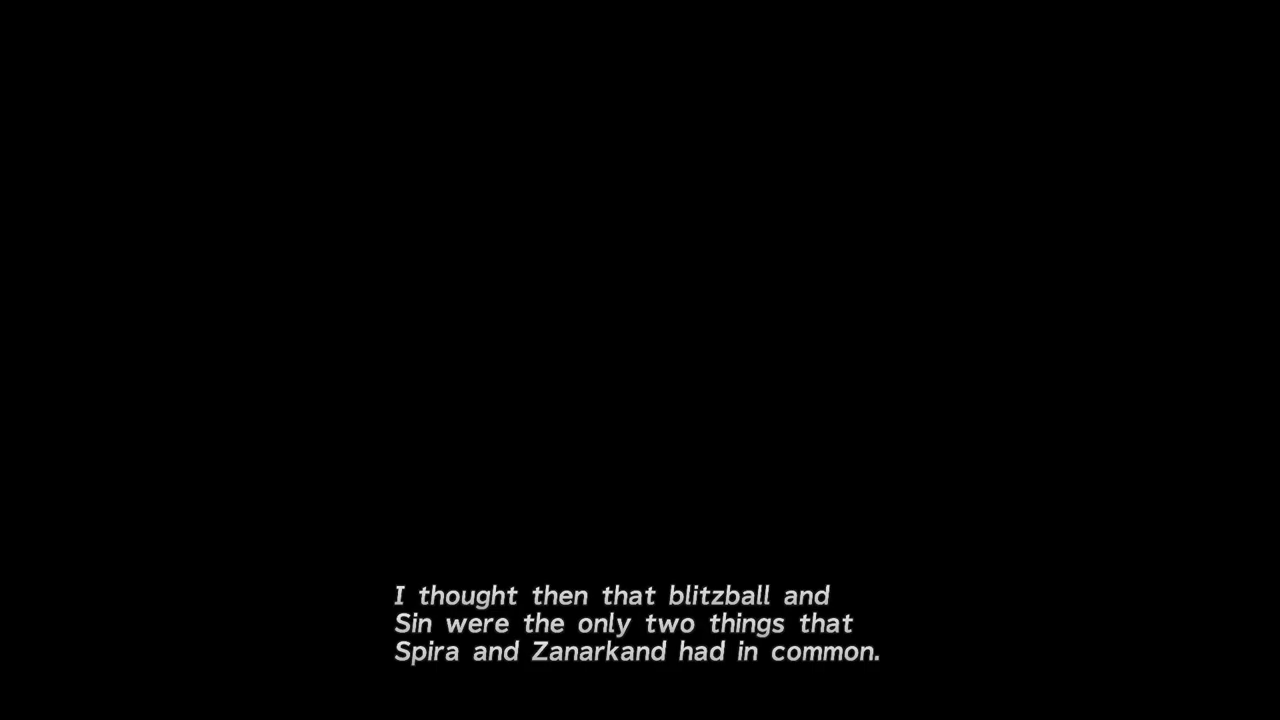 I thought then that blitzball and
Sin were the only two things that
Spira and Zanarkand had in common.